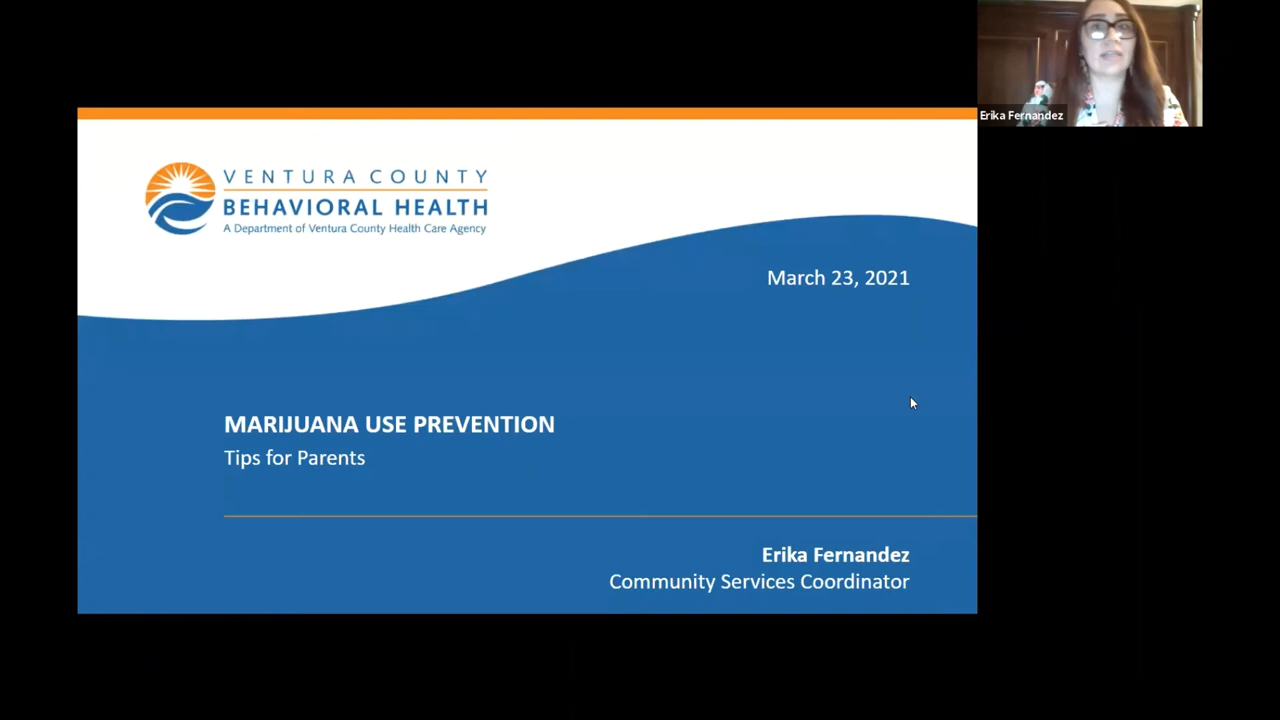 Erika Fernandez
VENTURA COUNTY
BEHAVIORAL HEALTH
A Department of Ventura County Health Care Agency
March 23, 2021
MARIJUANA USE PREVENTION
Tips for Parents
Erika Fernandez
Community Services Coordinator